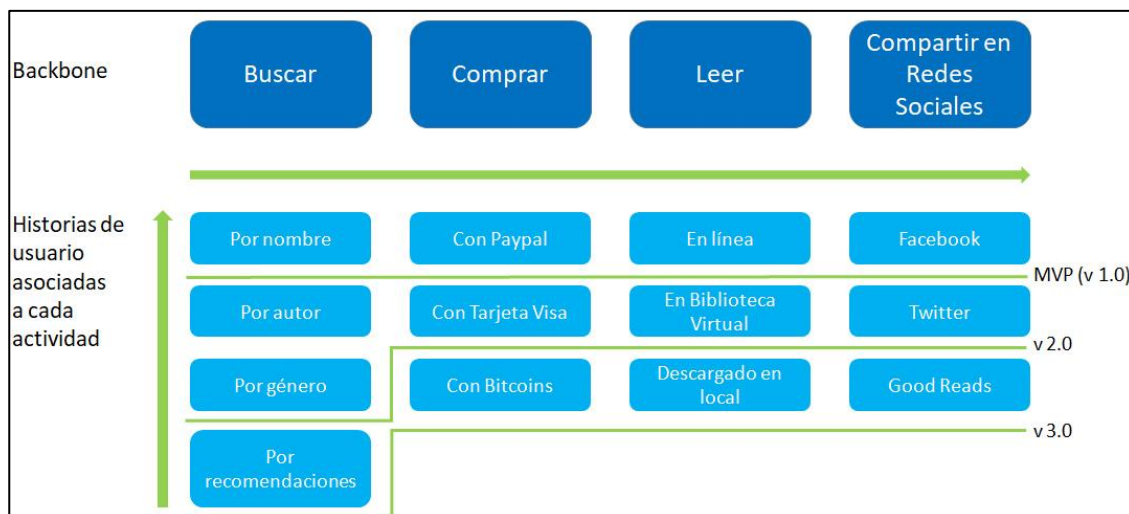 Backbone
Buscar
Comprar
Leer
Compartir en
Redes
Sociales
Historias de
usuario
asociadas
a cada
actividad
Por nombre
Con Paypal
En línea
Facebook
MVP (v 1.0)
Por autor
Con Tarjeta Visa
En Biblioteca
Virtual
Twitter
v 2.0
Por género
Con Bitcoins
Descargado en
local
Good Reads
v 3.0
Por
recomendaciones